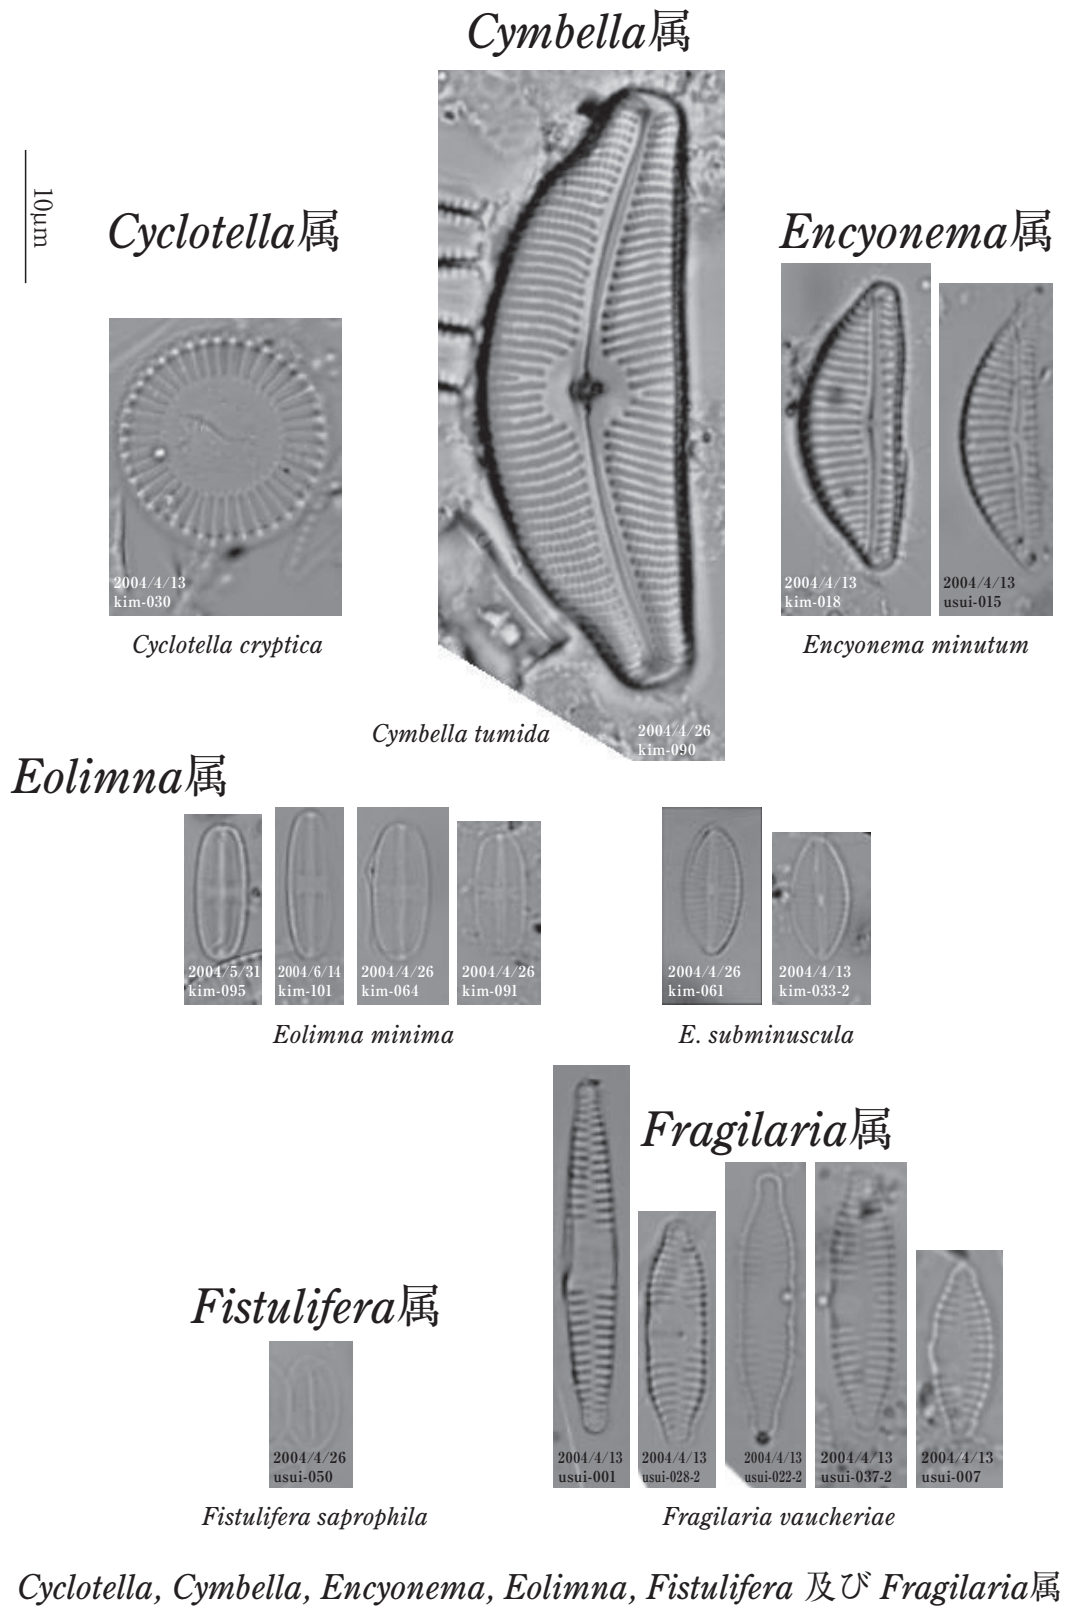 Cymbella属
10μm
Cyclotella属
Encyonema属
2004/4/13
kim-030
2004/4/13
kim-018
2004/4/13
usui-015
Cyclotella cryptica
Encyonema minutum
Cymbella tumida
2004/4/26
kim-090
Eolimna属
2004/5/31
kim-095
2004/6/14
kim-101
2004/4/26
kim-064
2004/4/26
kim-091
2004/4/26
kim-061
2004/4/13
kim-033-2
Eolimna minima
E. subminuscula
Fragilaria属
Fistulifera属
2004/4/26
usui-050
2004/4/13
usui-001
2004/4/13
usui-028-2
2004/4/13
usui-022-2
2004/4/13
usui-037-2
2004/4/13
usui-007
Fistulifera saprophila
Fragilaria vaucheriae
Cyclotella, Cymbella, Encyonema, Eolimna, Fistulifera 及び Fragilaria属